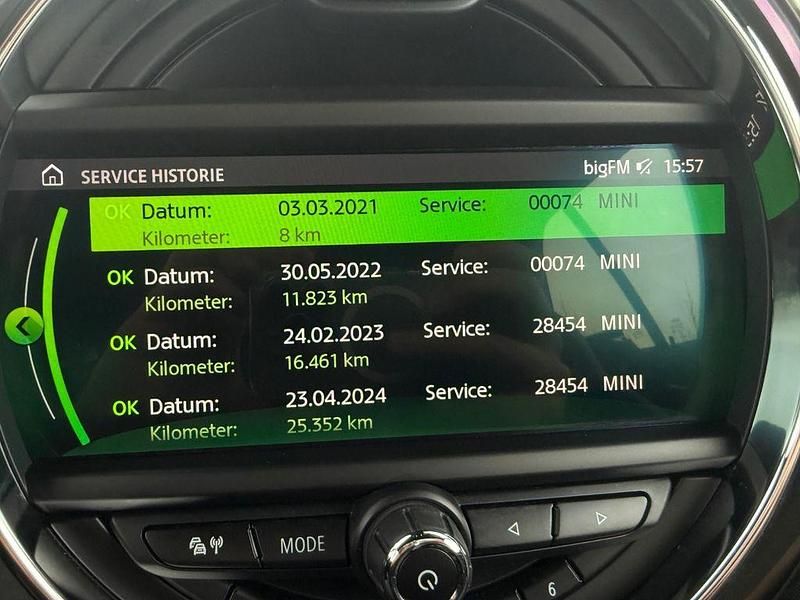 SERVICE HISTORIE bigFM 15:57
OK Datum: 03.03.2021 Service: 00074 MINI
Kilometer: 8 km
OK Datum: 30.05.2022 Service: 00074 MINI
Kilometer: 11.823 km
OK Datum: 24.02.2023 Service: 28454 MINI
Kilometer: 16.461 km
OK Datum: 23.04.2024 Service: 28454 MINI
Kilometer: 25.352 km
MODE
6